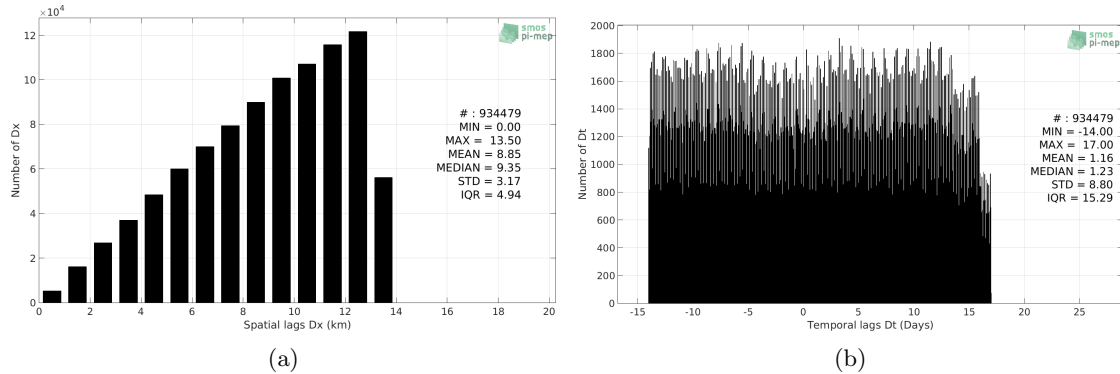 ×10⁴
12
10
8
6
4
2
0
Number of Dx
0 2 4 6 8 10 12 14 16 18 20
Spatial lags Dx (km)
smos
pi-mep
# : 934479
MIN = 0.00
MAX = 13.50
MEAN = 8.85
MEDIAN = 9.35
STD = 3.17
IQR = 4.94
(a)
2000
1800
1600
1400
1200
1000
800
600
400
200
0
Number of Dt
-15 -10 -5 0 5 10 15 20 25
Temporal lags Dt (Days)
smos
pi-mep
# : 934479
MIN = -14.00
MAX = 17.00
MEAN = 1.16
MEDIAN = 1.23
STD = 8.80
IQR = 15.29
(b)